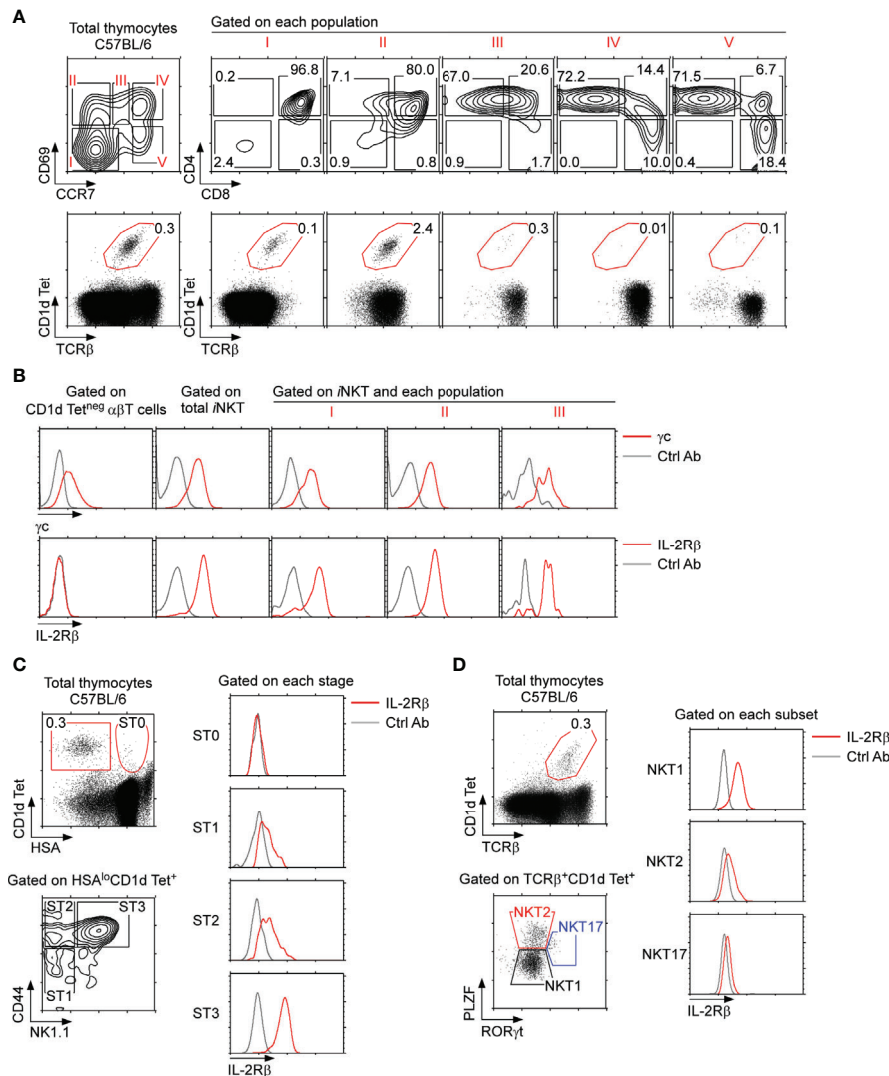 A
Total thymocytes
C57BL/6
Gated on each population
I II III IV V
II III IV
I V
CD69
CCR7
0.2 96.8
2.4 0.3
7.1 80.0
0.9 0.8
67.0 20.6
0.9 1.7
72.2 14.4
0.0 10.0
71.5 6.7
0.4 18.4
CD4
CD8
0.3 0.1 2.4 0.3 0.01 0.1
CD1d Tet
TCRβ
CD1d Tet
TCRβ
B
Gated on
CD1d Tetneg αβT cells
Gated on
total iNKT
Gated on iNKT and each population
I II III
γc
Ctrl Ab
γc
IL-2Rβ
Ctrl Ab
IL-2Rβ
C
Total thymocytes
C57BL/6
0.3 ST0
CD1d Tet
HSA
Gated on HSAloCD1d Tet+
ST2 ST3
ST1
CD44
NK1.1
Gated on each stage
IL-2Rβ
Ctrl Ab
ST0
ST1
ST2
ST3
IL-2Rβ
D
Total thymocytes
C57BL/6
0.3
CD1d Tet
TCRβ
Gated on TCRβ+CD1d Tet+
NKT2
NKT17
NKT1
PLZF
RORγt
Gated on each subset
IL-2Rβ
Ctrl Ab
NKT1
NKT2
NKT17
IL-2Rβ